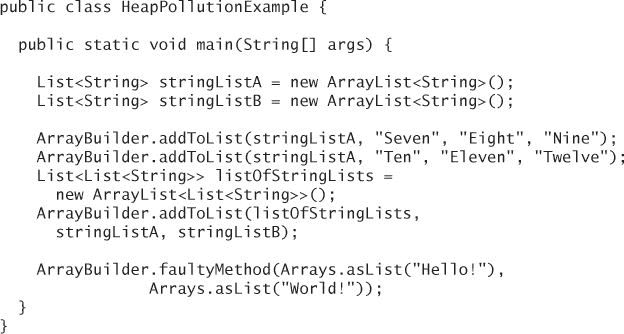 public class HeapPollutionExample {
public static void main(String[] args) {
List<String> stringListA = new ArrayList<String>();
List<String> stringListB = new ArrayList<String>();
ArrayBuilder.addToList(stringListA, "Seven", "Eight", "Nine");
ArrayBuilder.addToList(stringListA, "Ten", "Eleven", "Twelve");
List<List<String>> listOfStringLists =
new ArrayList<List<String>>();
ArrayBuilder.addToList(listOfStringLists,
stringListA, stringListB);
ArrayBuilder.faultyMethod(Arrays.asList("Hello!"),
Arrays.asList("World!"));
}
}